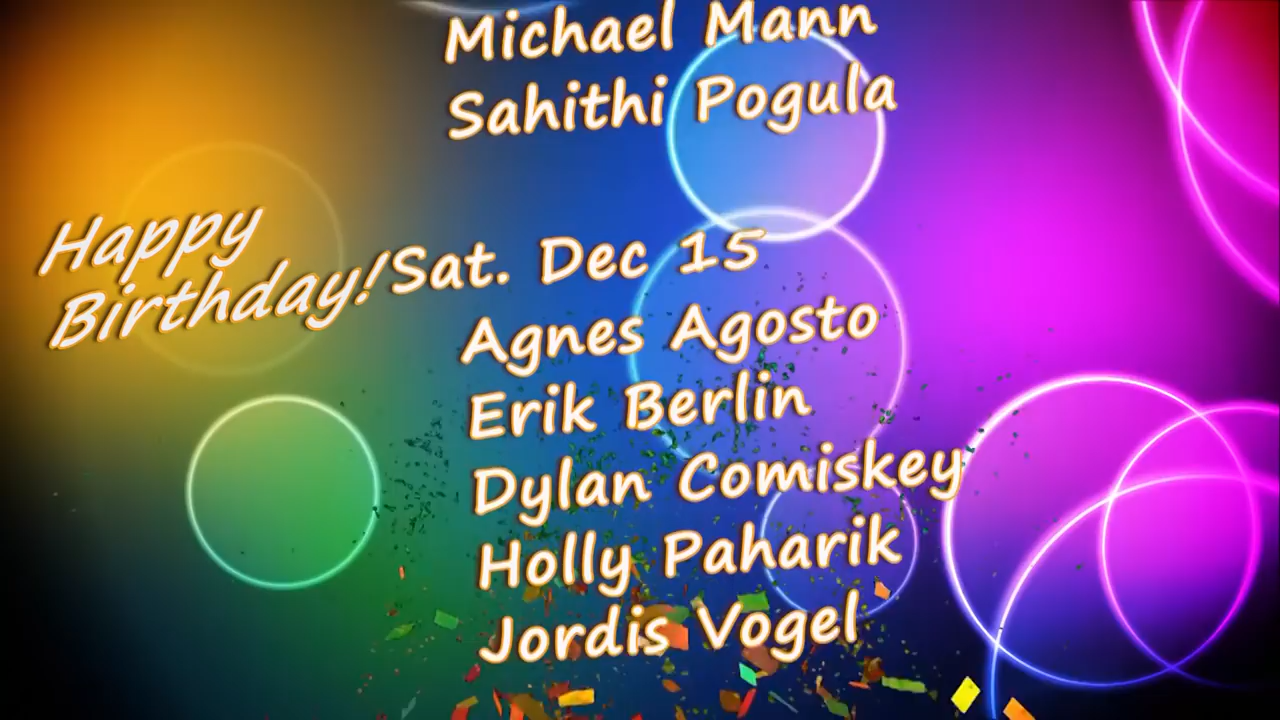 Michael Mann
Sahithi Pogula
Happy
Birthday!
Sat. Dec 15
Agnes Agosto
Erik Berlin
Dylan Comiskey
Holly Paharik
Jordis Vogel